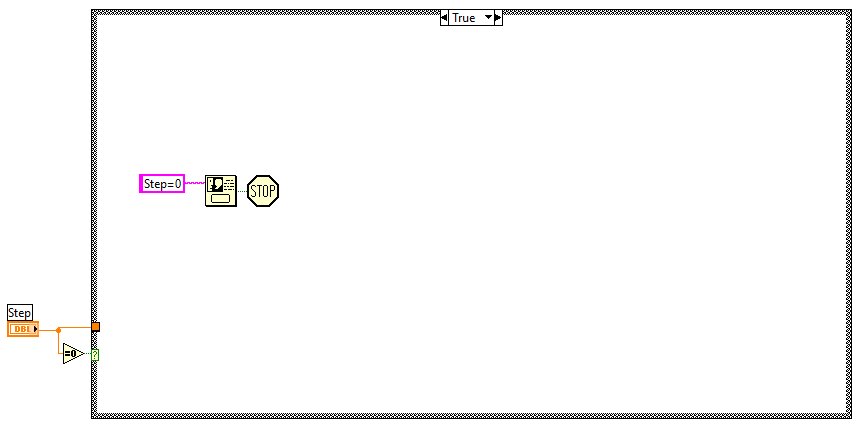 True
Step=0
STOP
Step
DBL
=0
?